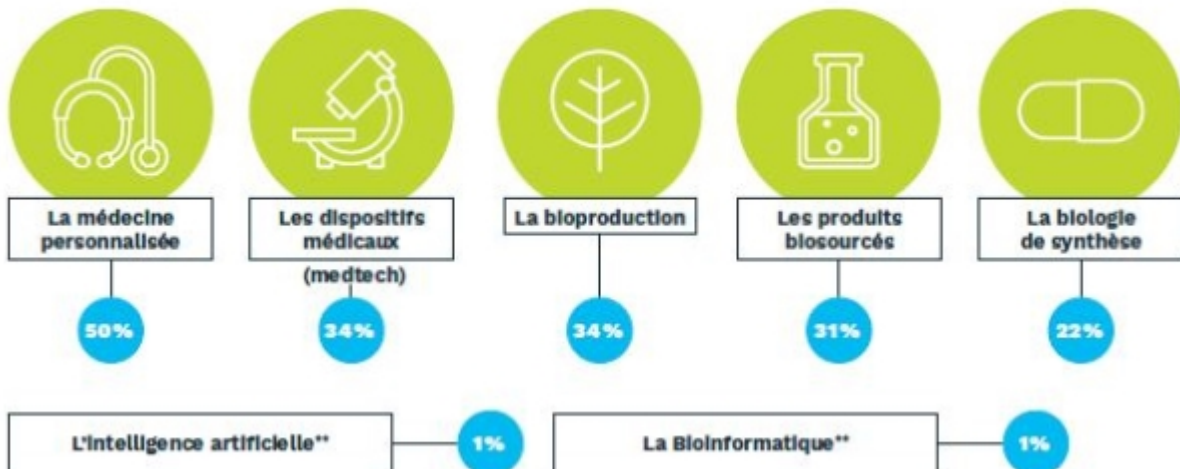 La médecine
personnalisée
Les dispositifs
médicaux
(medtech)
La bioproduction
Les produits
biosourcés
La biologie
de synthèse
50%
34%
34%
31%
22%
L'intelligence artificielle**
1%
La Bioinformatique**
1%